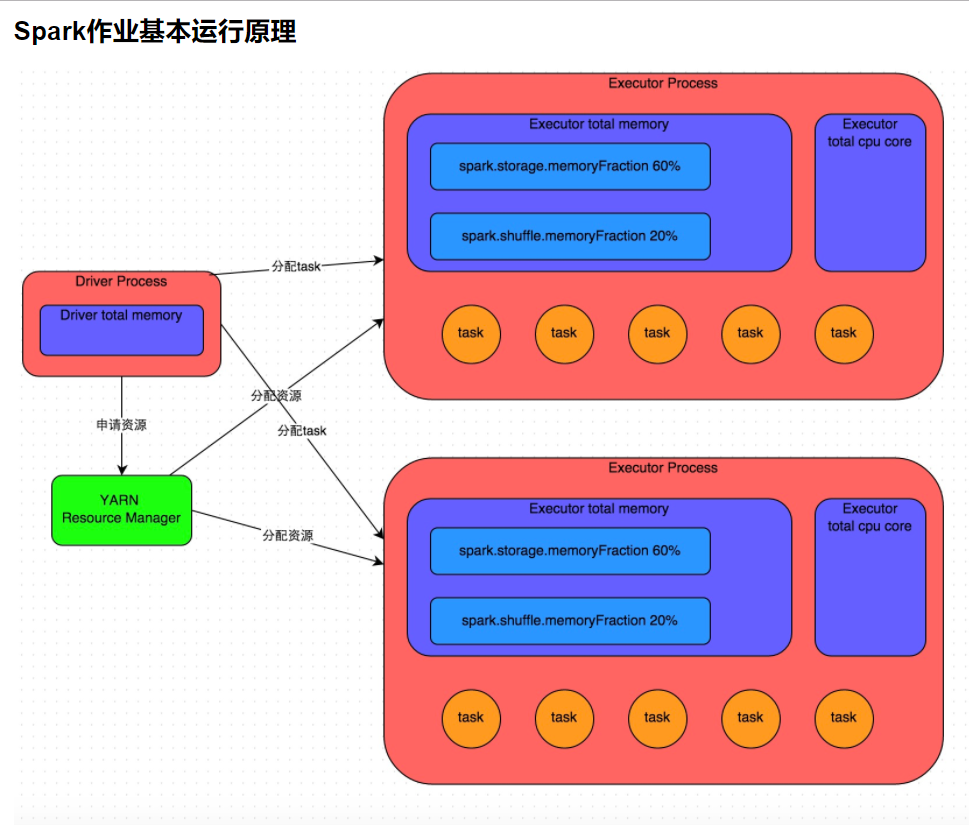 Spark作业基本运行原理
Executor Process
Executor total memory
spark.storage.memoryFraction 60%
spark.shuffle.memoryFraction 20%
Executor
total cpu core
task
task
task
task
task
Driver Process
Driver total memory
分配task
分配资源
分配task
申请资源
YARN
Resource Manager
分配资源
Executor Process
Executor total memory
spark.storage.memoryFraction 60%
spark.shuffle.memoryFraction 20%
Executor
total cpu core
task
task
task
task
task